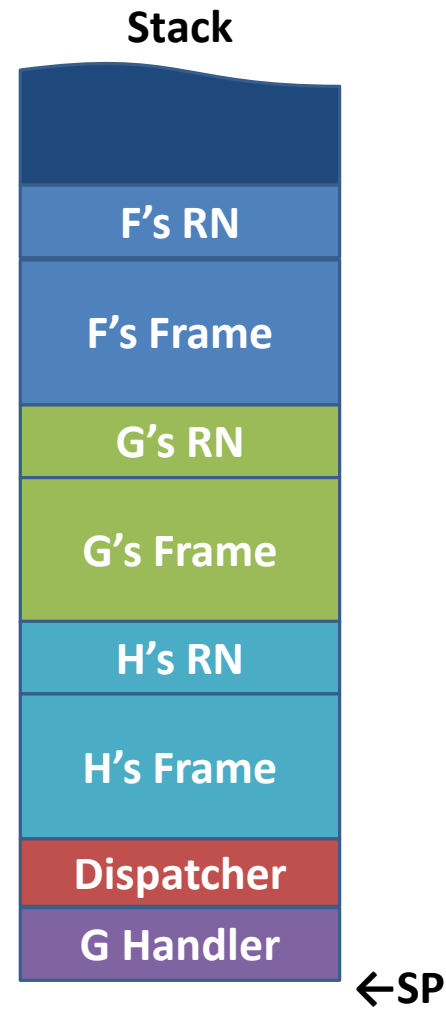 Stack
F’s RN
F’s Frame
G’s RN
G’s Frame
H’s RN
H’s Frame
Dispatcher
G Handler
←SP